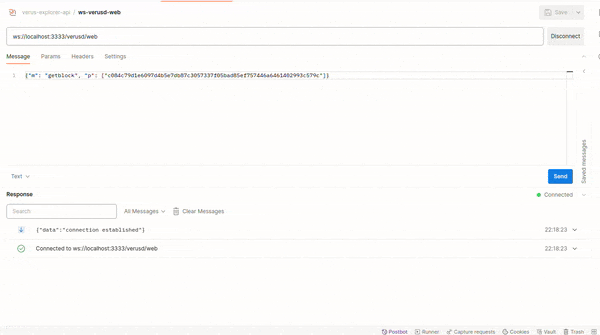 verus-explorer-api / ws-verusd-web
Save
ws://localhost:3333/verusd/web
Disconnect
Message Params Headers Settings
1 {"m": "getblock", "p": ["c084c79d1e6097d4b5e7db87c3057337f05bad85ef757446a6461402993c579c"]}
Saved messages
Text
Send
Response
Connected
Search
All Messages
Clear Messages
{"data":"connection established"}
22:18:23
Connected to ws://localhost:3333/verusd/web
22:18:23
Postbot Runner Capture requests Cookies Vault Trash